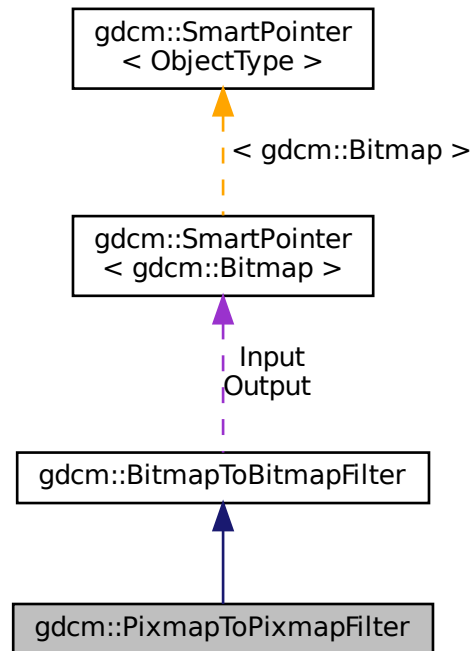 gdcm::SmartPointer
< ObjectType >
< gdcm::Bitmap >
gdcm::SmartPointer
< gdcm::Bitmap >
Input
Output
gdcm::BitmapToBitmapFilter
gdcm::PixmapToPixmapFilter